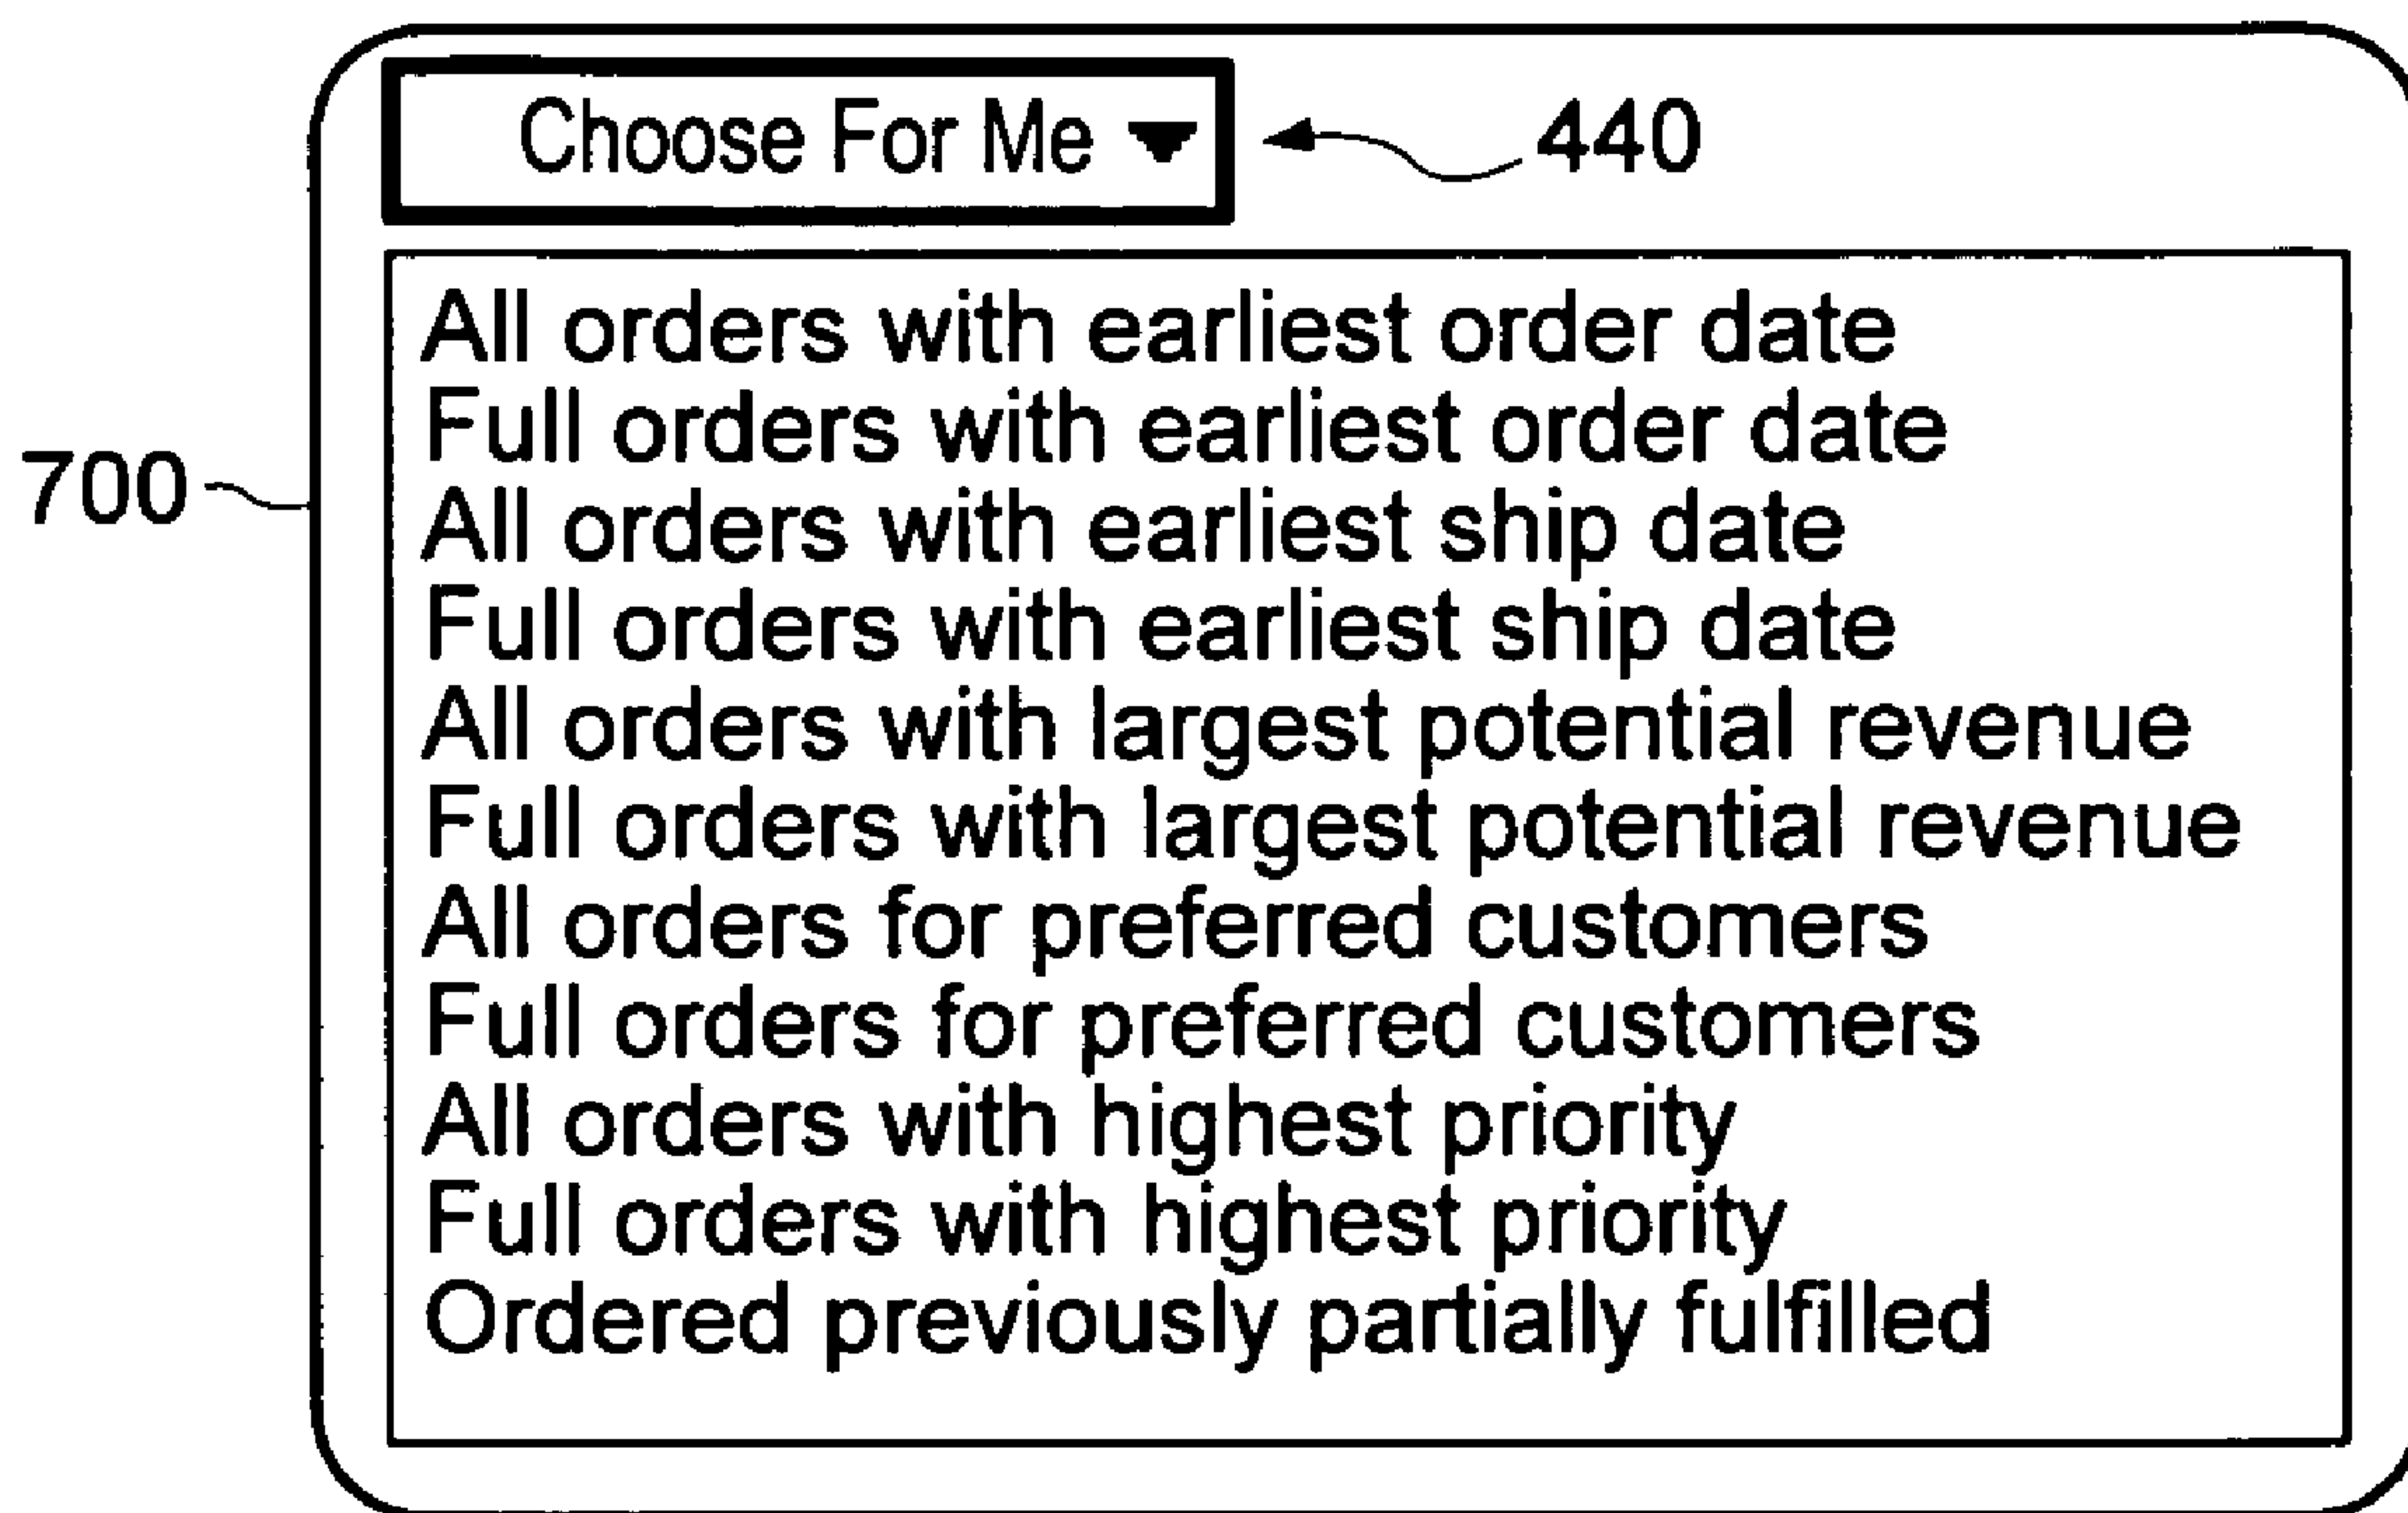 Choose For Me
440
700
All orders with earliest order date
Full orders with earliest order date
All orders with earliest ship date
Full orders with earliest ship date
All orders with largest potential revenue
Full orders with largest potential revenue
All orders for preferred customers
Full orders for preferred customers
All orders with highest priority
Full orders with highest priority
Ordered previously partially fulfilled